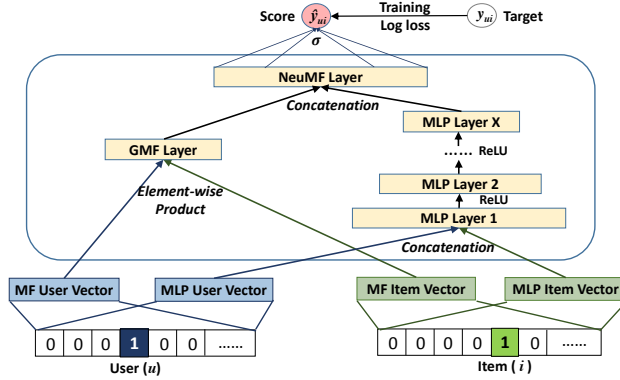 Score
ŷui
Training
Log loss
yui
Target
σ
NeuMF Layer
Concatenation
MLP Layer X
GMF Layer
...... ReLU
Element-wise
Product
MLP Layer 2
ReLU
MLP Layer 1
Concatenation
MF User Vector
MLP User Vector
MF Item Vector
MLP Item Vector
0 0 0 1 0 0 ......
0 0 0 0 1 0 ......
User (u)
Item ( i )